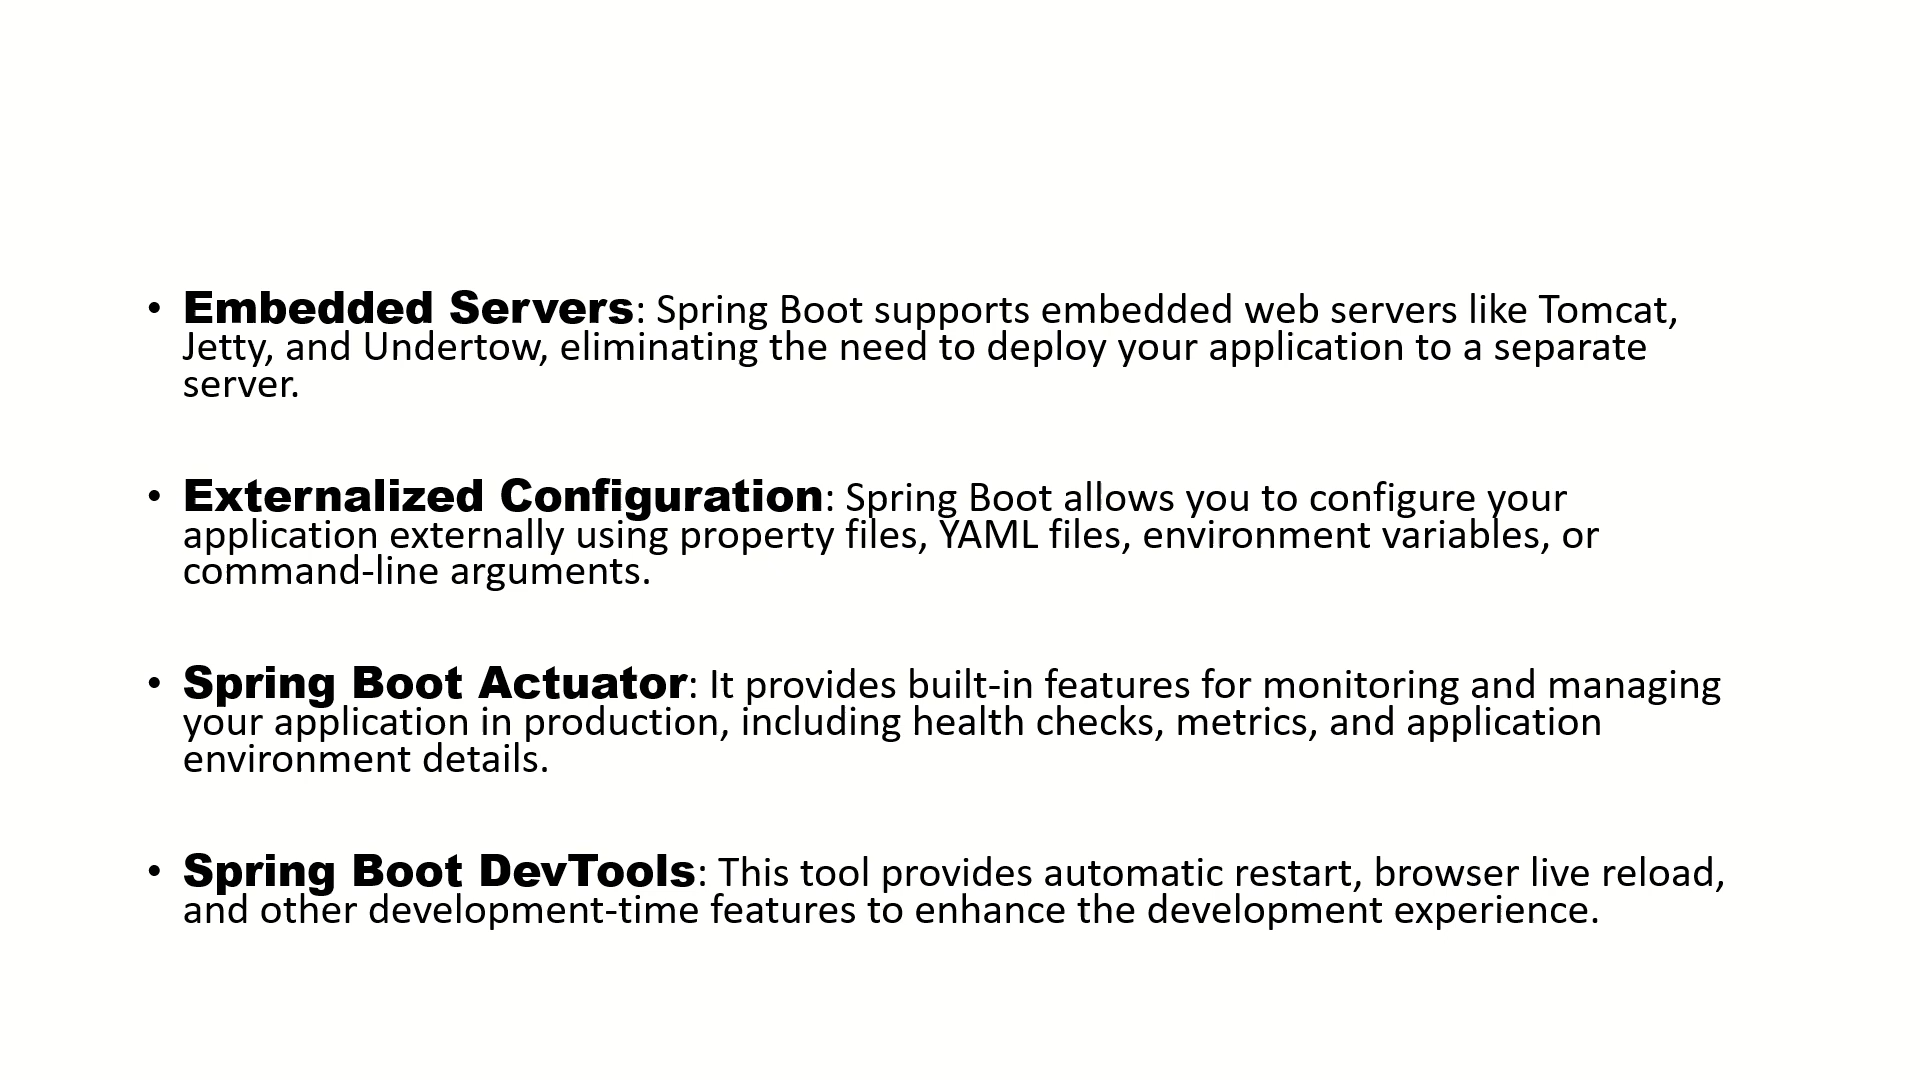 • Embedded Servers: Spring Boot supports embedded web servers like Tomcat,
Jetty, and Undertow, eliminating the need to deploy your application to a separate
server.
• Externalized Configuration: Spring Boot allows you to configure your
application externally using property files, YAML files, environment variables, or
command-line arguments.
• Spring Boot Actuator: It provides built-in features for monitoring and managing
your application in production, including health checks, metrics, and application
environment details.
• Spring Boot DevTools: This tool provides automatic restart, browser live reload,
and other development-time features to enhance the development experience.